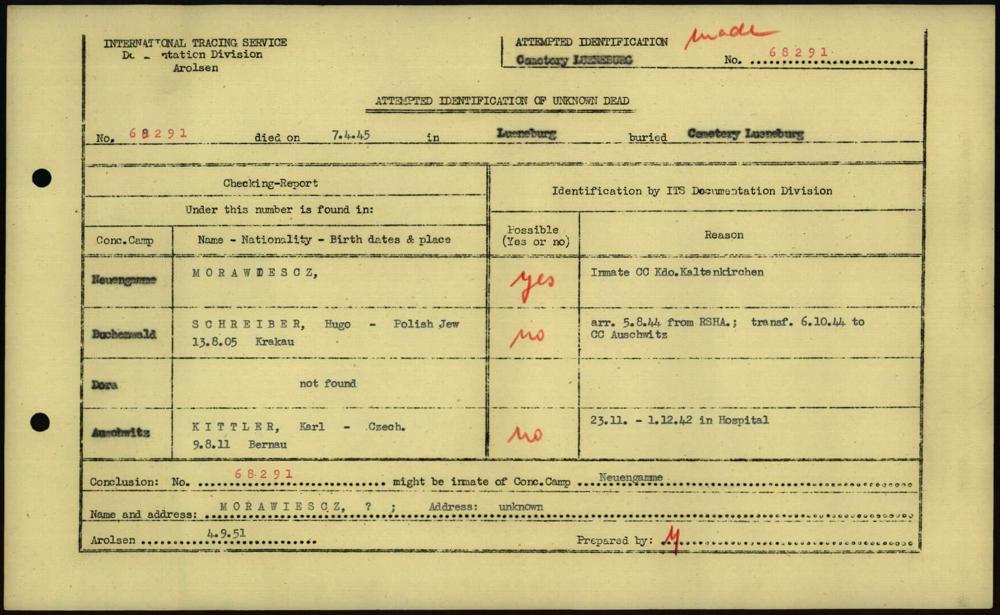 INTERNATIONAL TRACING SERVICE
Documentation Division
Arolsen
ATTEMPTED IDENTIFICATION made
Cemetery LUENEBURG No. 68291
ATTEMPTED IDENTIFICATION OF UNKNOWN DEAD
No. 68291 died on 7.4.45 in Lueneburg buried Cemetery Lueneburg
Checking-Report
Under this number is found in:
Identification by ITS Documentation Division
Conc.Camp Name - Nationality - Birth dates & place Possible (Yes or no) Reason
Neuengamme MORAWIESCZ, yes Inmate CC Kdo.Kaltenkirchen
Buchenwald SCHREIBER, Hugo - Polish Jew no arr. 5.8.44 from RSHA.; transf. 6.10.44 to
13.8.05 Krakau CC Auschwitz
Dora not found
Auschwitz KITTLER, Karl - Czech. no 23.11. - 1.12.42 in Hospital
9.8.11 Bernau
Conclusion: No. 68291 might be inmate of Conc.Camp Neuengamme
Name and address: MORAWIESCZ, ? ; Address: unknown
Arolsen 4.9.51 Prepared by: